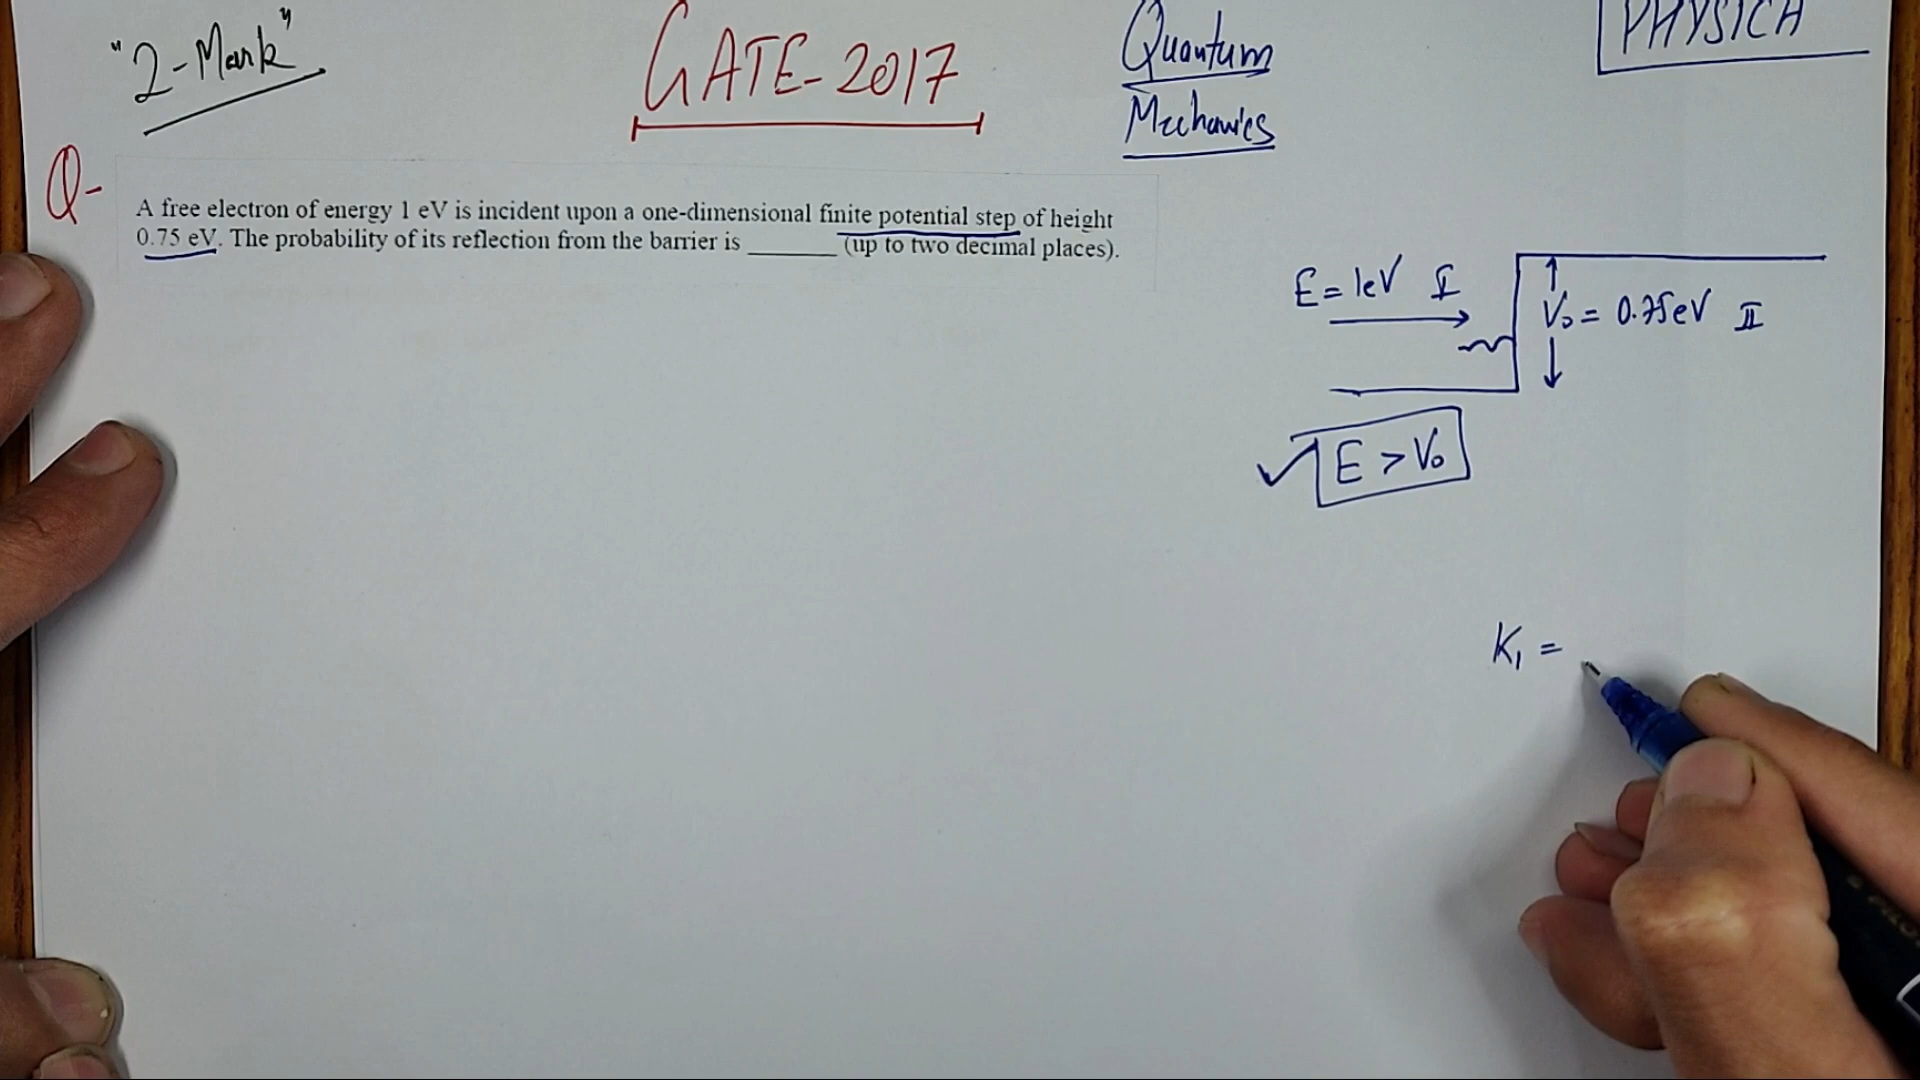 "2-Mark"
GATE-2017
Quantum
Mechanics
PHYSICA
Q-
A free electron of energy 1 eV is incident upon a one-dimensional finite potential step of height
0.75 eV. The probability of its reflection from the barrier is ________ (up to two decimal places).
E = 1eV I
V₀ = 0.75eV II
E > V₀
K₁ =